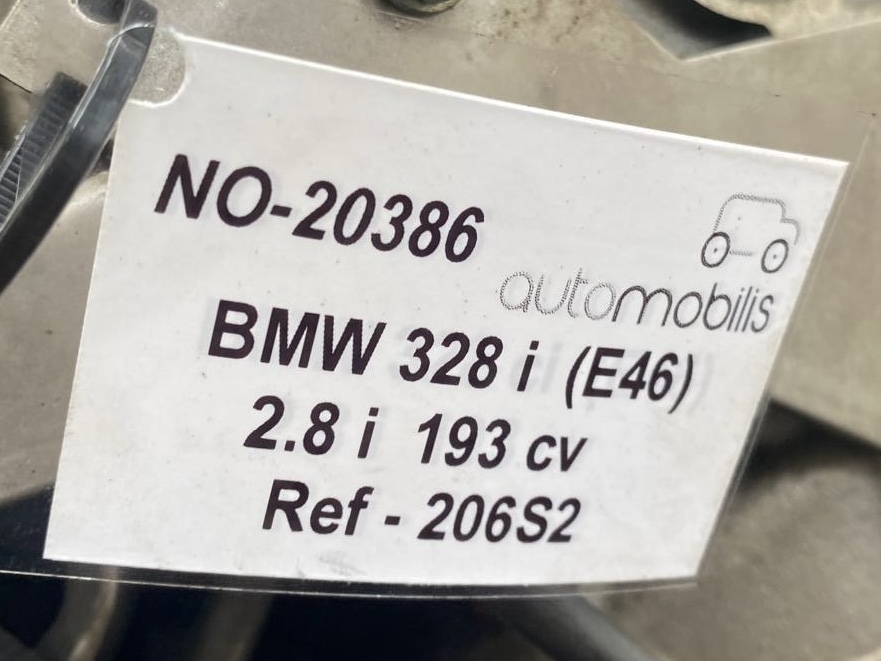 NO-20386
automobilis
BMW 328 i (E46)
2.8 i 193 cv
Ref - 206S2